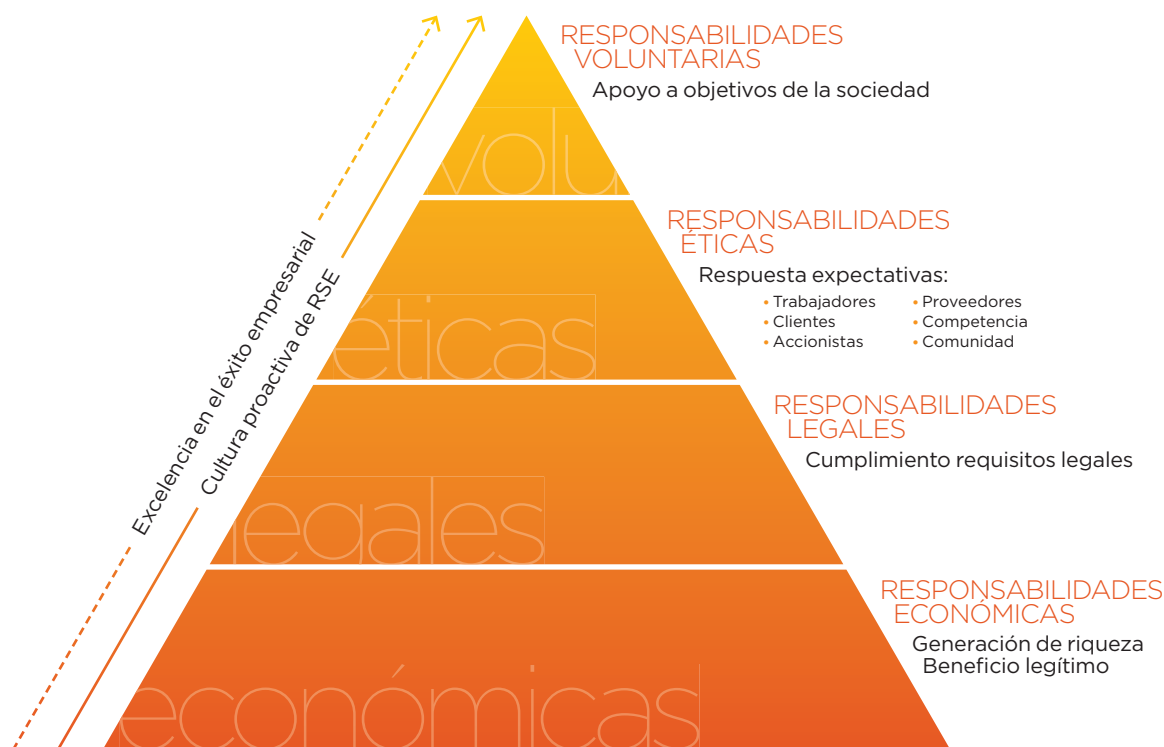 RESPONSABILIDADES
VOLUNTARIAS
Apoyo a objetivos de la sociedad
volu
RESPONSABILIDADES
ÉTICAS
Respuesta expectativas:
• Trabajadores
• Clientes
• Accionistas
• Proveedores
• Competencia
• Comunidad
éticas
Excelencia en el éxito empresarial
Cultura proactiva de RSE
RESPONSABILIDADES
LEGALES
Cumplimiento requisitos legales
legales
RESPONSABILIDADES
ECONÓMICAS
Generación de riqueza
Beneficio legítimo
económicas